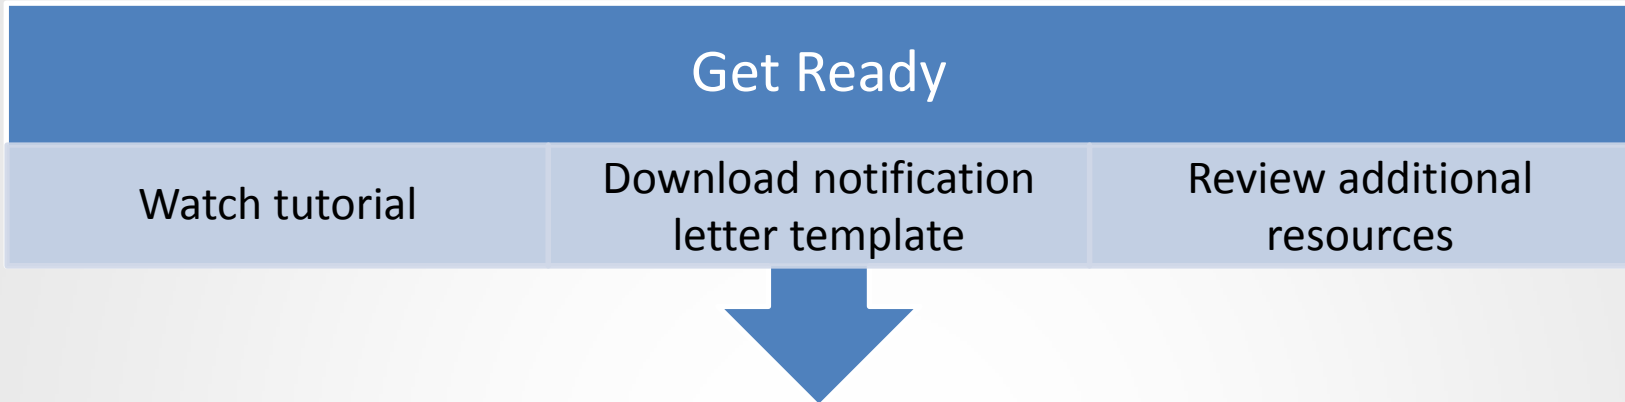 Get Ready
Watch tutorial
Download notification
letter template
Review additional
resources